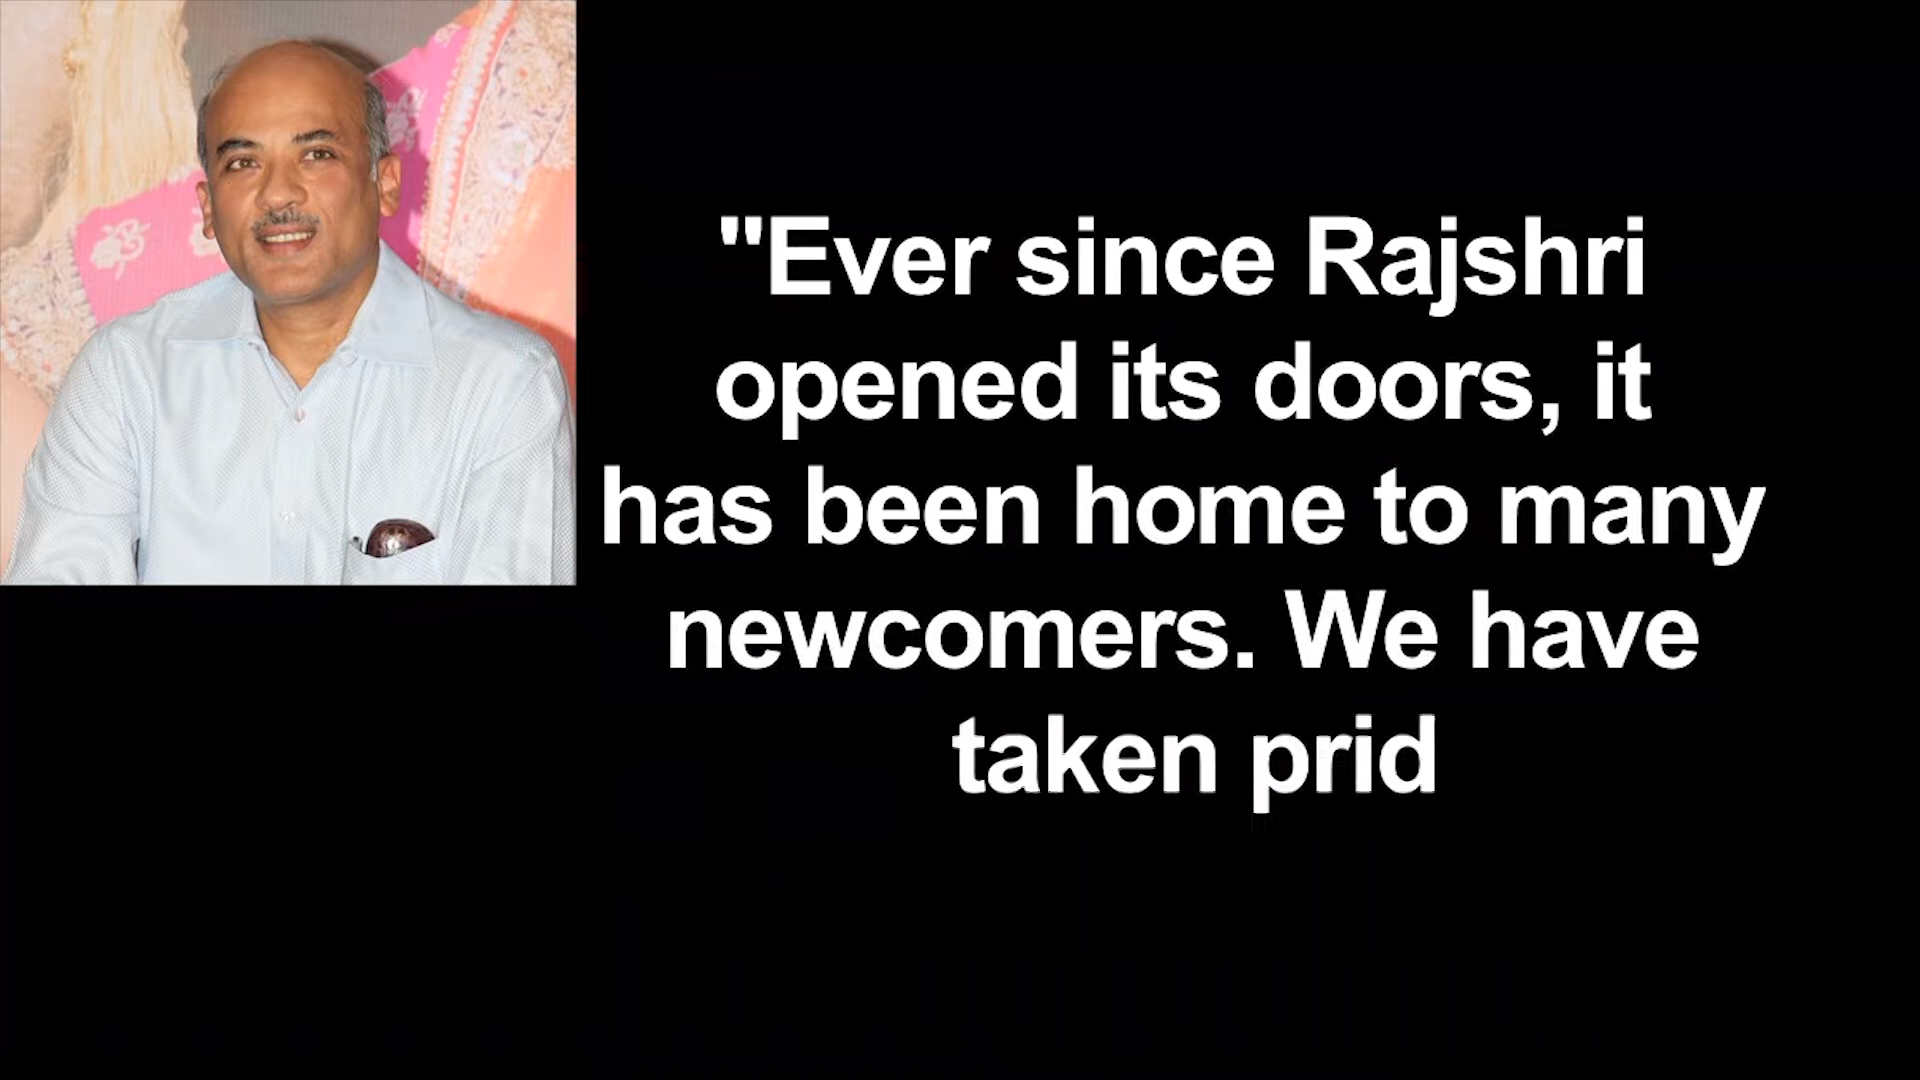 "Ever since Rajshri
opened its doors, it
has been home to many
newcomers. We have
taken prid